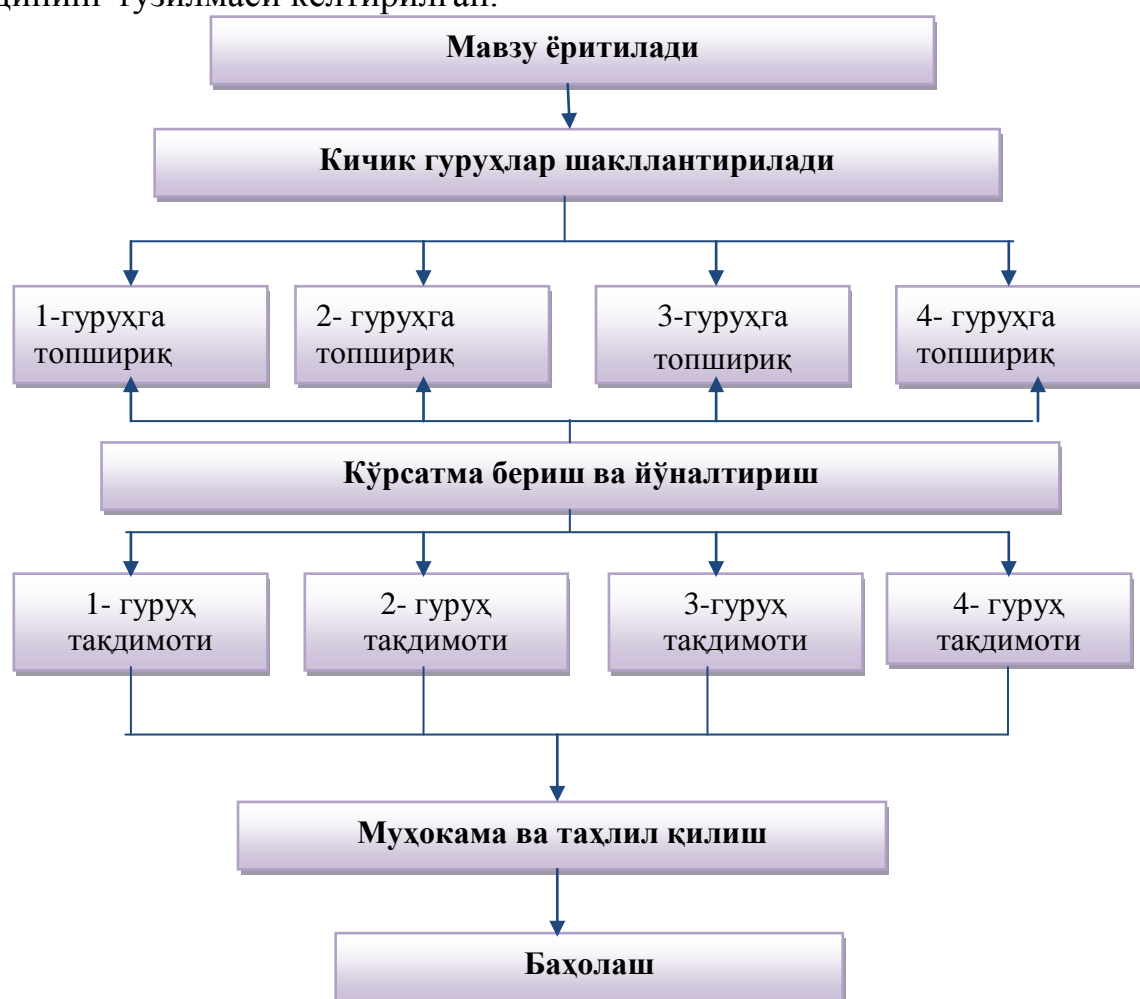 тузилмаси келтирилган.
Мавзу ёритилади
Кичик гуруҳлар шакллантирилади
1-гуруҳга
топшириқ
2- гуруҳга
топшириқ
3-гуруҳга
топшириқ
4- гуруҳга
топшириқ
Кўрсатма бериш ва йўналтириш
1- гуруҳ
тақдимоти
2- гуруҳ
тақдимоти
3-гуруҳ
тақдимоти
4- гуруҳ
тақдимоти
Муҳокама ва таҳлил қилиш
Баҳолаш